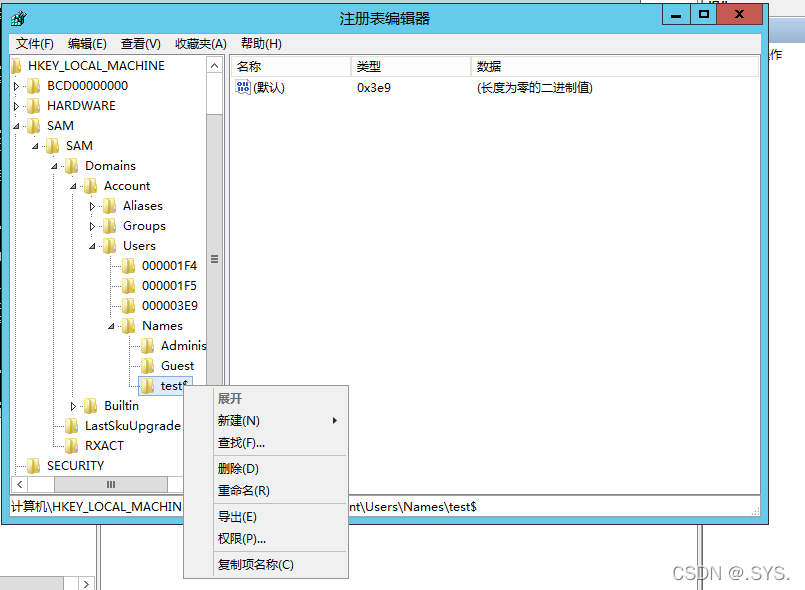 注册表编辑器
文件(F) 编辑(E) 查看(V) 收藏夹(A) 帮助(H)
HKEY_LOCAL_MACHINE
BCD00000000
HARDWARE
SAM
SAM
Domains
Account
Aliases
Groups
Users
000001F4
000001F5
000003E9
Names
Adminis
Guest
test$
Builtin
LastSkuUpgrade
RXACT
SECURITY
名称 类型 数据
(默认) 0x3e9 (长度为零的二进制值)
展开
新建(N)
查找(F)...
删除(D)
重命名(R)
导出(E)
权限(P)...
复制项名称(C)
计算机\HKEY_LOCAL_MACHIN nt\Users\Names\test$
作
CSDN @.SYS.